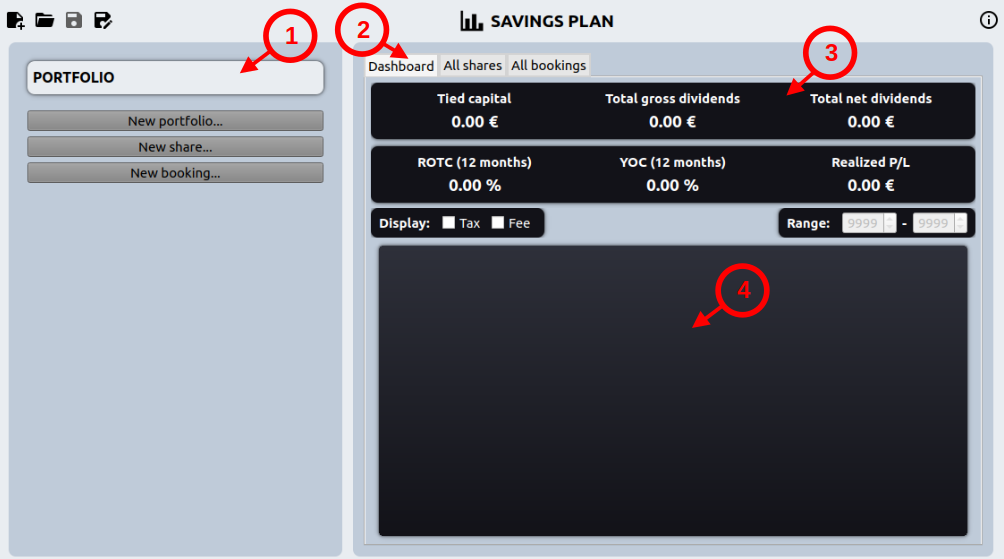 SAVINGS PLAN
1
PORTFOLIO
New portfolio...
New share...
New booking...
2
Dashboard All shares All bookings
3
Tied capital Total gross dividends Total net dividends
0.00 € 0.00 € 0.00 €
ROTC (12 months) YOC (12 months) Realized P/L
0.00 % 0.00 % 0.00 €
Display: Tax Fee Range: 9999 - 9999
4